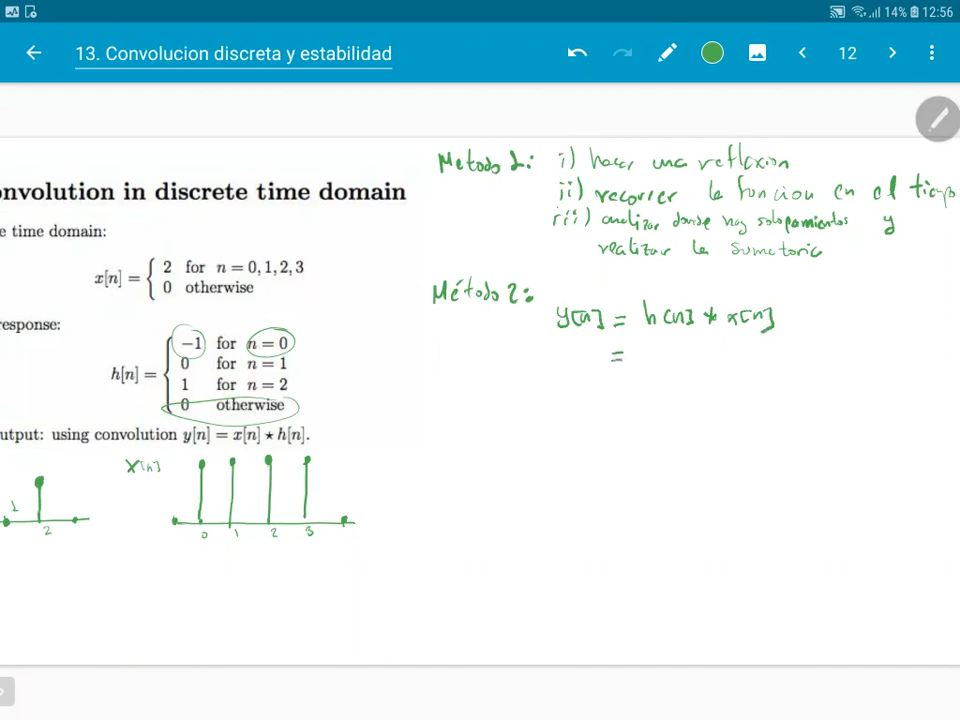 14% 12:56
13. Convolucion discreta y estabilidad
12
onvolution in discrete time domain
e time domain:
x[n] = { 2 for n = 0, 1, 2, 3
0 otherwise
esponse:
h[n] = { −1 for n = 0
0 for n = 1
1 for n = 2
0 otherwise
utput: using convolution y[n] = x[n] ⋆ h[n].
X[n]
1
2
0 1 2 3
Metodo 1: i) hacer una reflexion
ii) recorrer la funcion en el tiempo
iii) analizar donde hay solapamientos y
realizar la sumatoria
Método 2:
y[n] = h[n] * x[n]
=